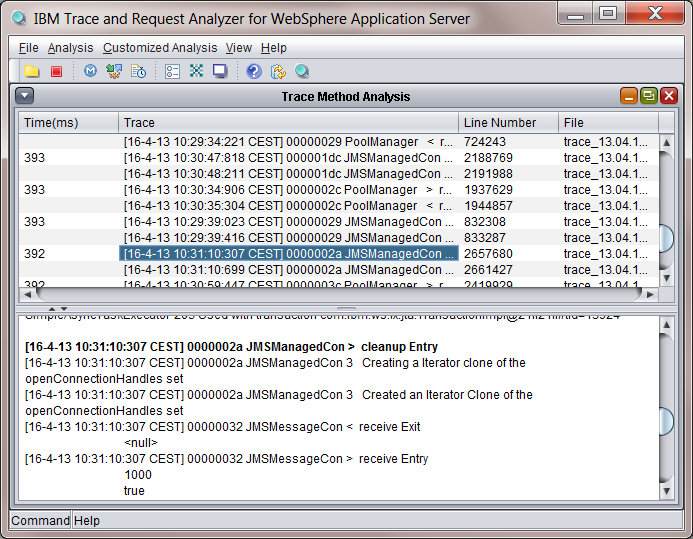 IBM Trace and Request Analyzer for WebSphere Application Server
File Analysis Customized Analysis View Help
Trace Method Analysis
Time(ms) Trace Line Number File
[16-4-13 10:29:34:221 CEST] 00000029 PoolManager < r... 724243 trace_13.04.1...
393 [16-4-13 10:30:47:818 CEST] 000001dc JMSManagedCon ... 2188769 trace_13.04.1...
[16-4-13 10:30:48:211 CEST] 000001dc JMSManagedCon ... 2191988 trace_13.04.1...
393 [16-4-13 10:30:34:906 CEST] 0000002c PoolManager > r... 1937629 trace_13.04.1...
[16-4-13 10:30:35:304 CEST] 0000002c PoolManager < r... 1944857 trace_13.04.1...
393 [16-4-13 10:29:39:023 CEST] 00000029 JMSManagedCon ... 832308 trace_13.04.1...
[16-4-13 10:29:39:416 CEST] 00000029 JMSManagedCon ... 833287 trace_13.04.1...
392 [16-4-13 10:31:10:307 CEST] 0000002a JMSManagedCon ... 2657680 trace_13.04.1...
[16-4-13 10:31:10:699 CEST] 0000002a JMSManagedCon ... 2661427 trace_13.04.1...
392 [16-4-13 10:30:59:447 CEST] 0000003c PoolManager > r... 2419929 trace_13.04.1...
[16-4-13 10:31:10:307 CEST] 0000002a JMSManagedCon > cleanup Entry
[16-4-13 10:31:10:307 CEST] 0000002a JMSManagedCon 3 Creating a Iterator clone of the
openConnectionHandles set
[16-4-13 10:31:10:307 CEST] 0000002a JMSManagedCon 3 Created an Iterator Clone of the
openConnectionHandles set
[16-4-13 10:31:10:307 CEST] 00000032 JMSMessageCon < receive Exit
<null>
[16-4-13 10:31:10:307 CEST] 00000032 JMSMessageCon > receive Entry
1000
true
Command Help